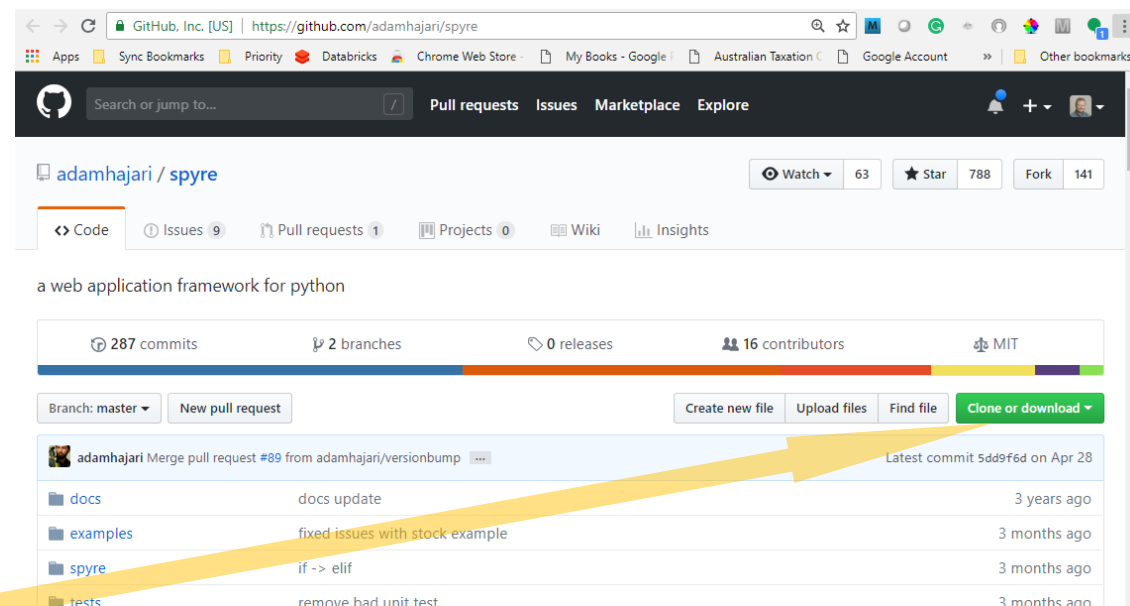 GitHub, Inc. [US] | https://github.com/adamhajari/spyre
Apps Sync Bookmarks Priority Databricks Chrome Web Store - My Books - Google Australian Taxation Google Account » Other bookmarks
Search or jump to... / Pull requests Issues Marketplace Explore
adamhajari / spyre Watch 63 Star 788 Fork 141
Code Issues 9 Pull requests 1 Projects 0 Wiki Insights
a web application framework for python
287 commits 2 branches 0 releases 16 contributors MIT
Branch: master New pull request Create new file Upload files Find file Clone or download
adamhajari Merge pull request #89 from adamhajari/versionbump ... Latest commit 5dd9f6d on Apr 28
docs docs update 3 years ago
examples fixed issues with stock example 3 months ago
spyre if -> elif 3 months ago
tests remove bad unit test 3 months ago